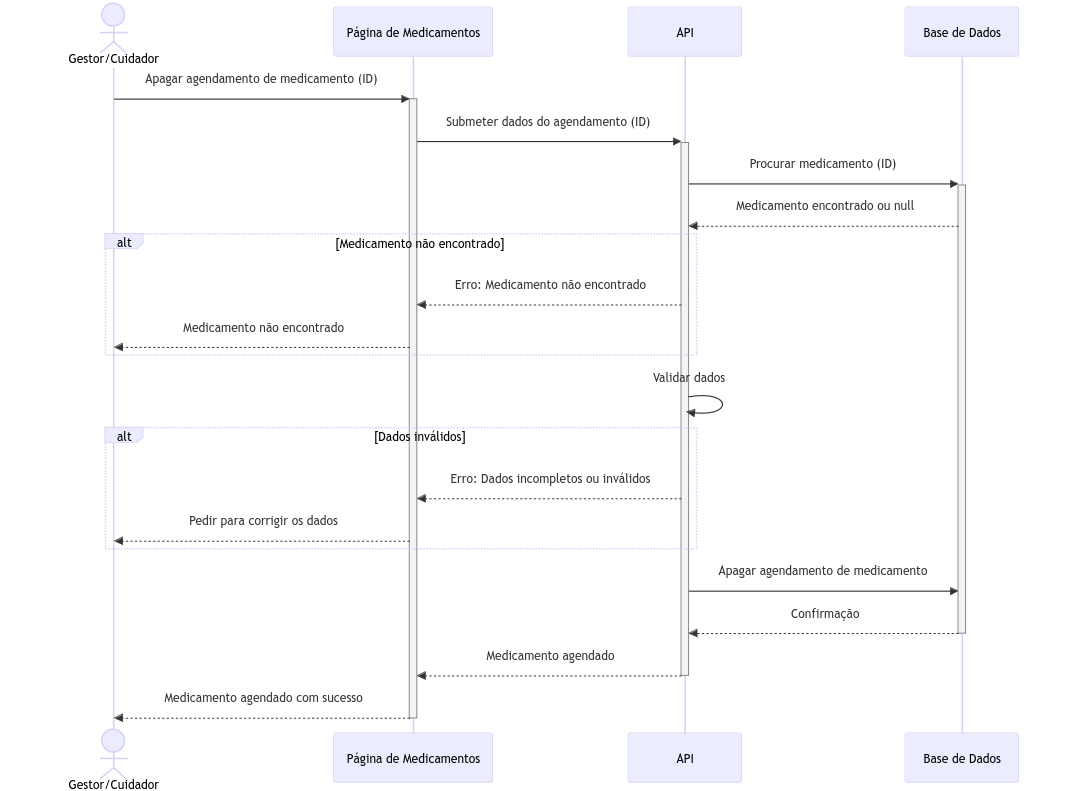 Gestor/Cuidador
Página de Medicamentos
API
Base de Dados
Apagar agendamento de medicamento (ID)
Submeter dados do agendamento (ID)
Procurar medicamento (ID)
Medicamento encontrado ou null
alt
[Medicamento não encontrado]
Erro: Medicamento não encontrado
Medicamento não encontrado
Validar dados
alt
[Dados inválidos]
Erro: Dados incompletos ou inválidos
Pedir para corrigir os dados
Apagar agendamento de medicamento
Confirmação
Medicamento agendado
Medicamento agendado com sucesso
Gestor/Cuidador
Página de Medicamentos
API
Base de Dados